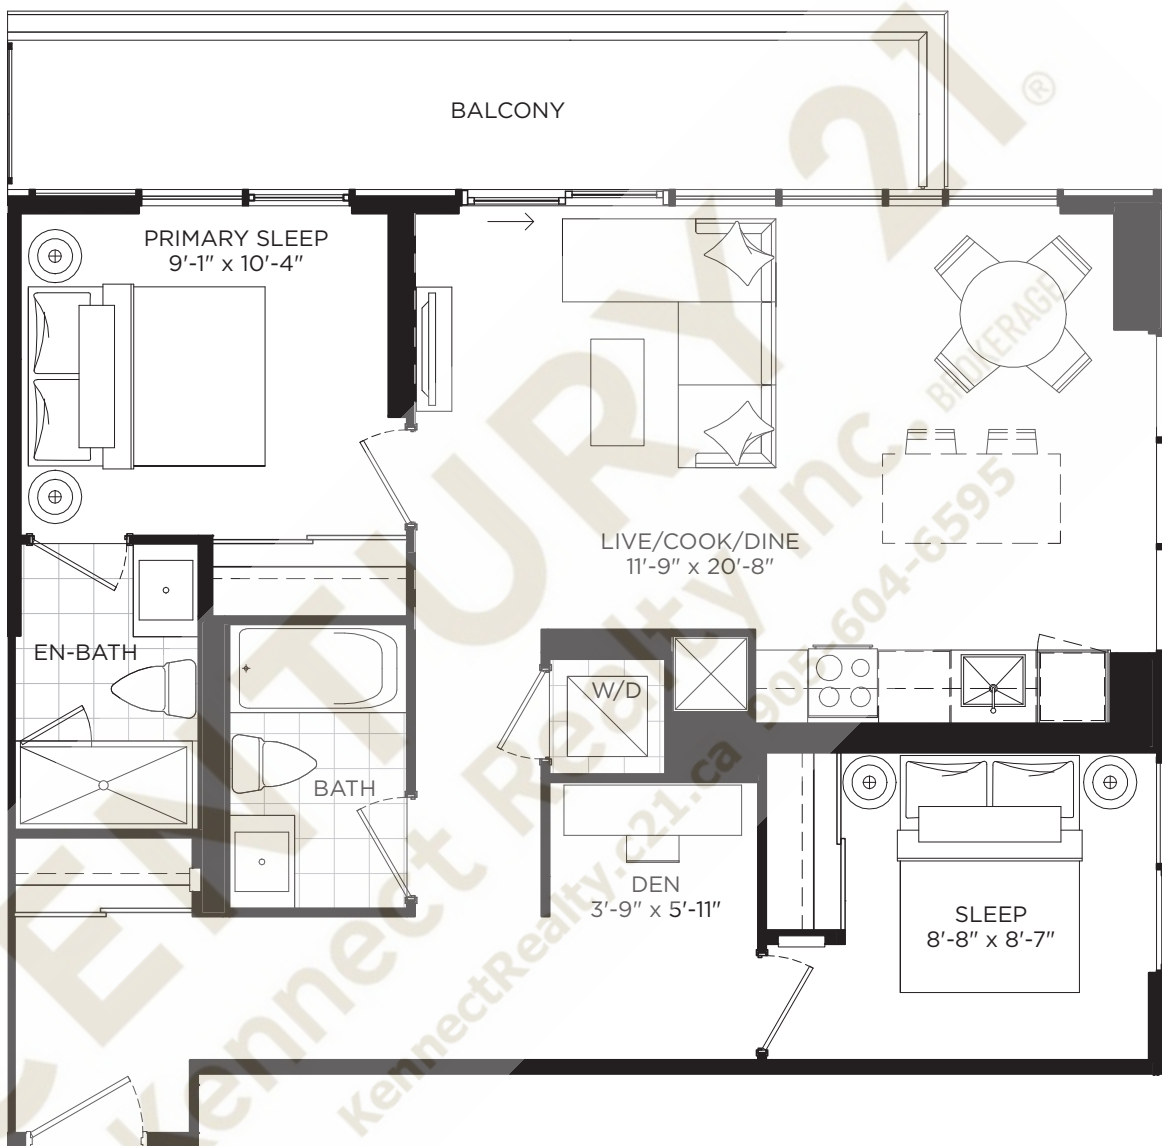 BALCONY
PRIMARY SLEEP
9'-1" x 10'-4"
LIVE/COOK/DINE
11'-9" x 20'-8"
EN-BATH
W/D
BATH
DEN
3'-9" x 5'-11"
SLEEP
8'-8" x 8'-7"
CENTURY 21®
Kennect Realty Inc. BROKERAGE
KennectRealty.c21.ca 905-604-6595